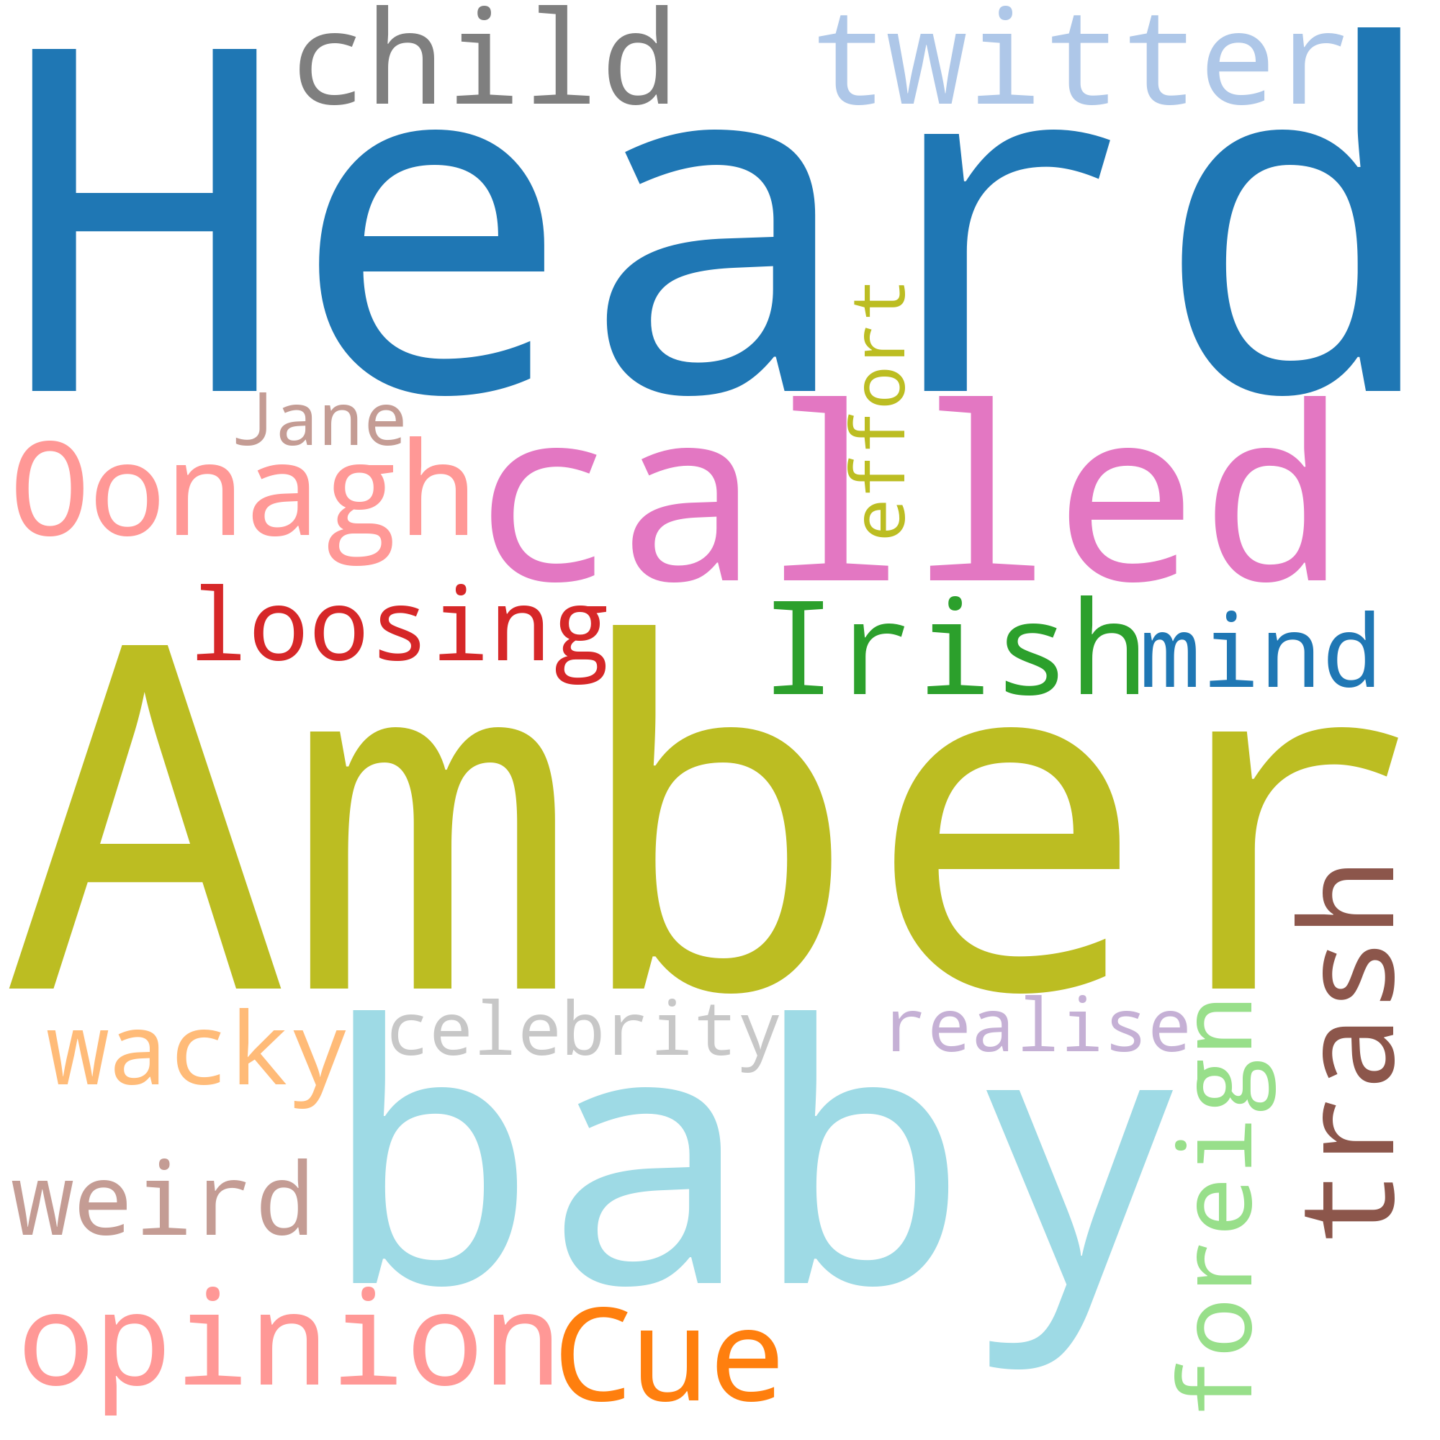 child
twitter
Heard
effort
Jane
Oonagh
called
loosing
Irish
mind
Amber
trash
wacky
celebrity
realise
foreign
baby
weird
opinion
Cue